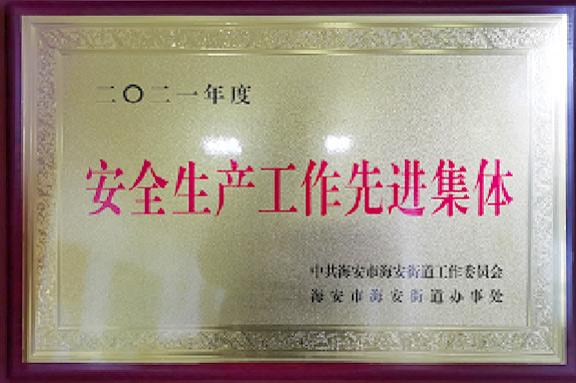 二〇二一年度
安全生产工作先进集体
中共海安市海安街道工作委员会
海安市海安街道办事处